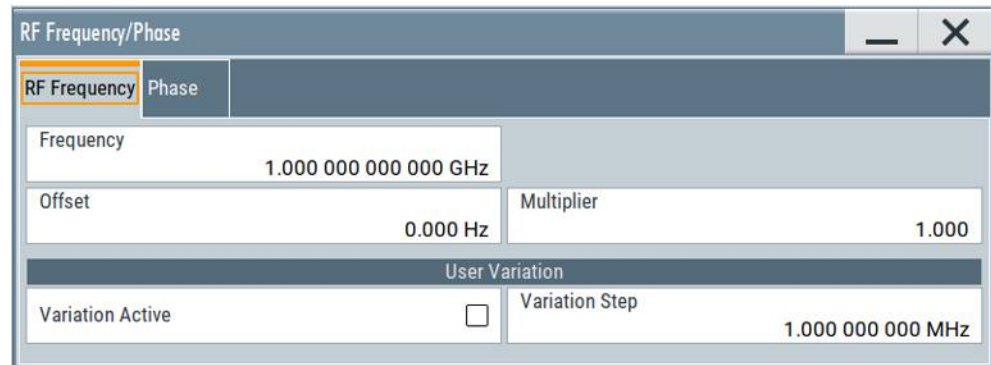 RF Frequency/Phase
RF Frequency Phase
Frequency
1.000 000 000 000 GHz
Offset
0.000 Hz
Multiplier
1.000
User Variation
Variation Active
Variation Step
1.000 000 000 MHz